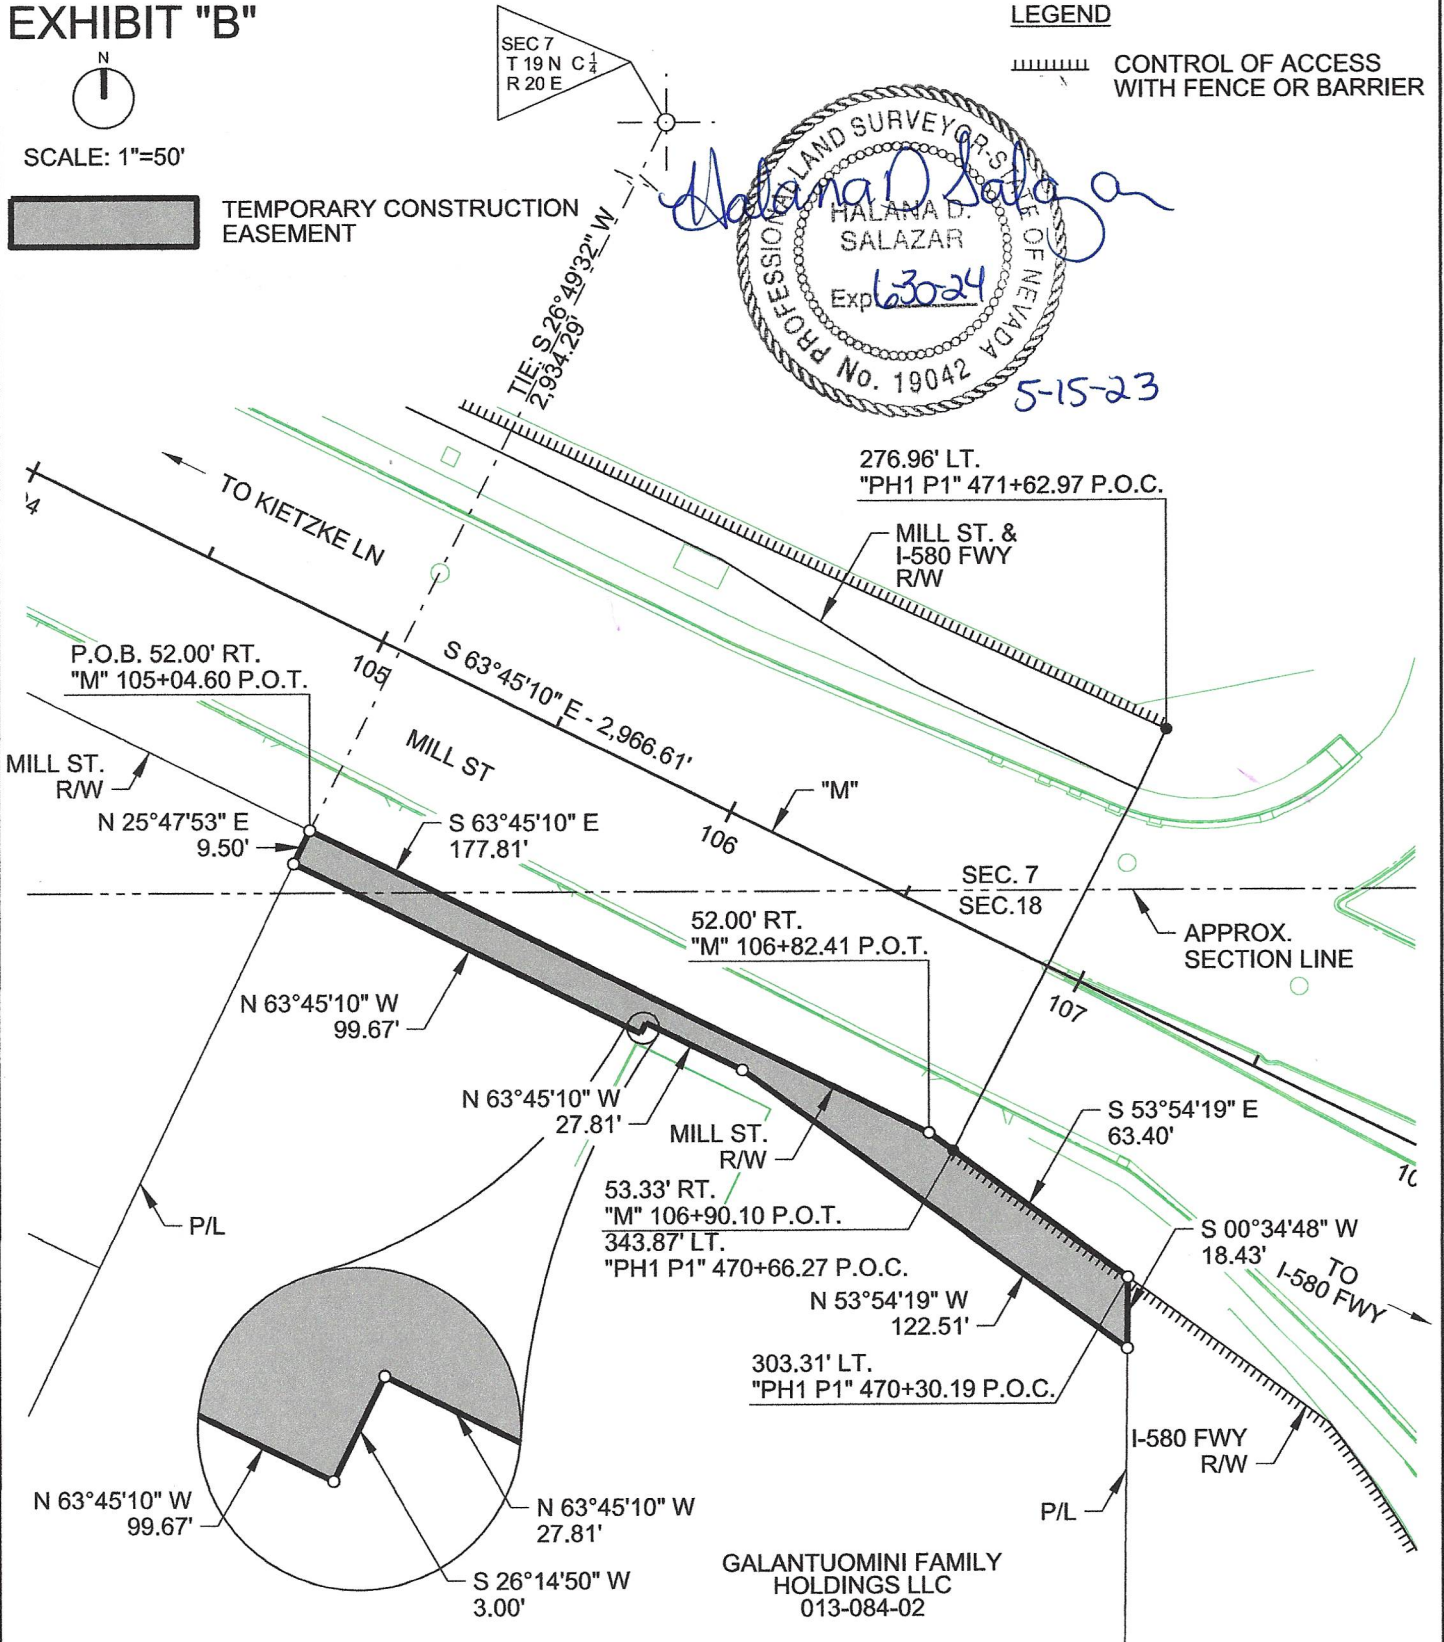 EXHIBIT "B"
N
SCALE: 1"=50'
TEMPORARY CONSTRUCTION
EASEMENT
SEC 7
T 19 N C 1/4
R 20 E
LEGEND
CONTROL OF ACCESS
WITH FENCE OR BARRIER
PROFESSIONAL LAND SURVEYOR-STATE OF NEVADA
Halana D Salazar
HALANA D.
SALAZAR
Exp 6-30-24
No. 19042
5-15-23
TIE: S 26°49'32" W
2,934.29'
276.96' LT.
"PH1 P1" 471+62.97 P.O.C.
MILL ST. &
I-580 FWY
R/W
TO KIETZKE LN
P.O.B. 52.00' RT.
"M" 105+04.60 P.O.T.
105
S 63°45'10" E - 2,966.61'
MILL ST
MILL ST.
R/W
N 25°47'53" E
9.50'
S 63°45'10" E
177.81'
"M"
106
SEC. 7
SEC.18
52.00' RT.
"M" 106+82.41 P.O.T.
APPROX.
SECTION LINE
N 63°45'10" W
99.67'
107
N 63°45'10" W
27.81'
MILL ST.
R/W
S 53°54'19" E
63.40'
53.33' RT.
"M" 106+90.10 P.O.T.
343.87' LT.
"PH1 P1" 470+66.27 P.O.C.
P/L
S 00°34'48" W
18.43'
TO
I-580 FWY
N 53°54'19" W
122.51'
303.31' LT.
"PH1 P1" 470+30.19 P.O.C.
I-580 FWY
R/W
N 63°45'10" W
99.67'
N 63°45'10" W
27.81'
P/L
S 26°14'50" W
3.00'
GALANTUOMINI FAMILY
HOLDINGS LLC
013-084-02